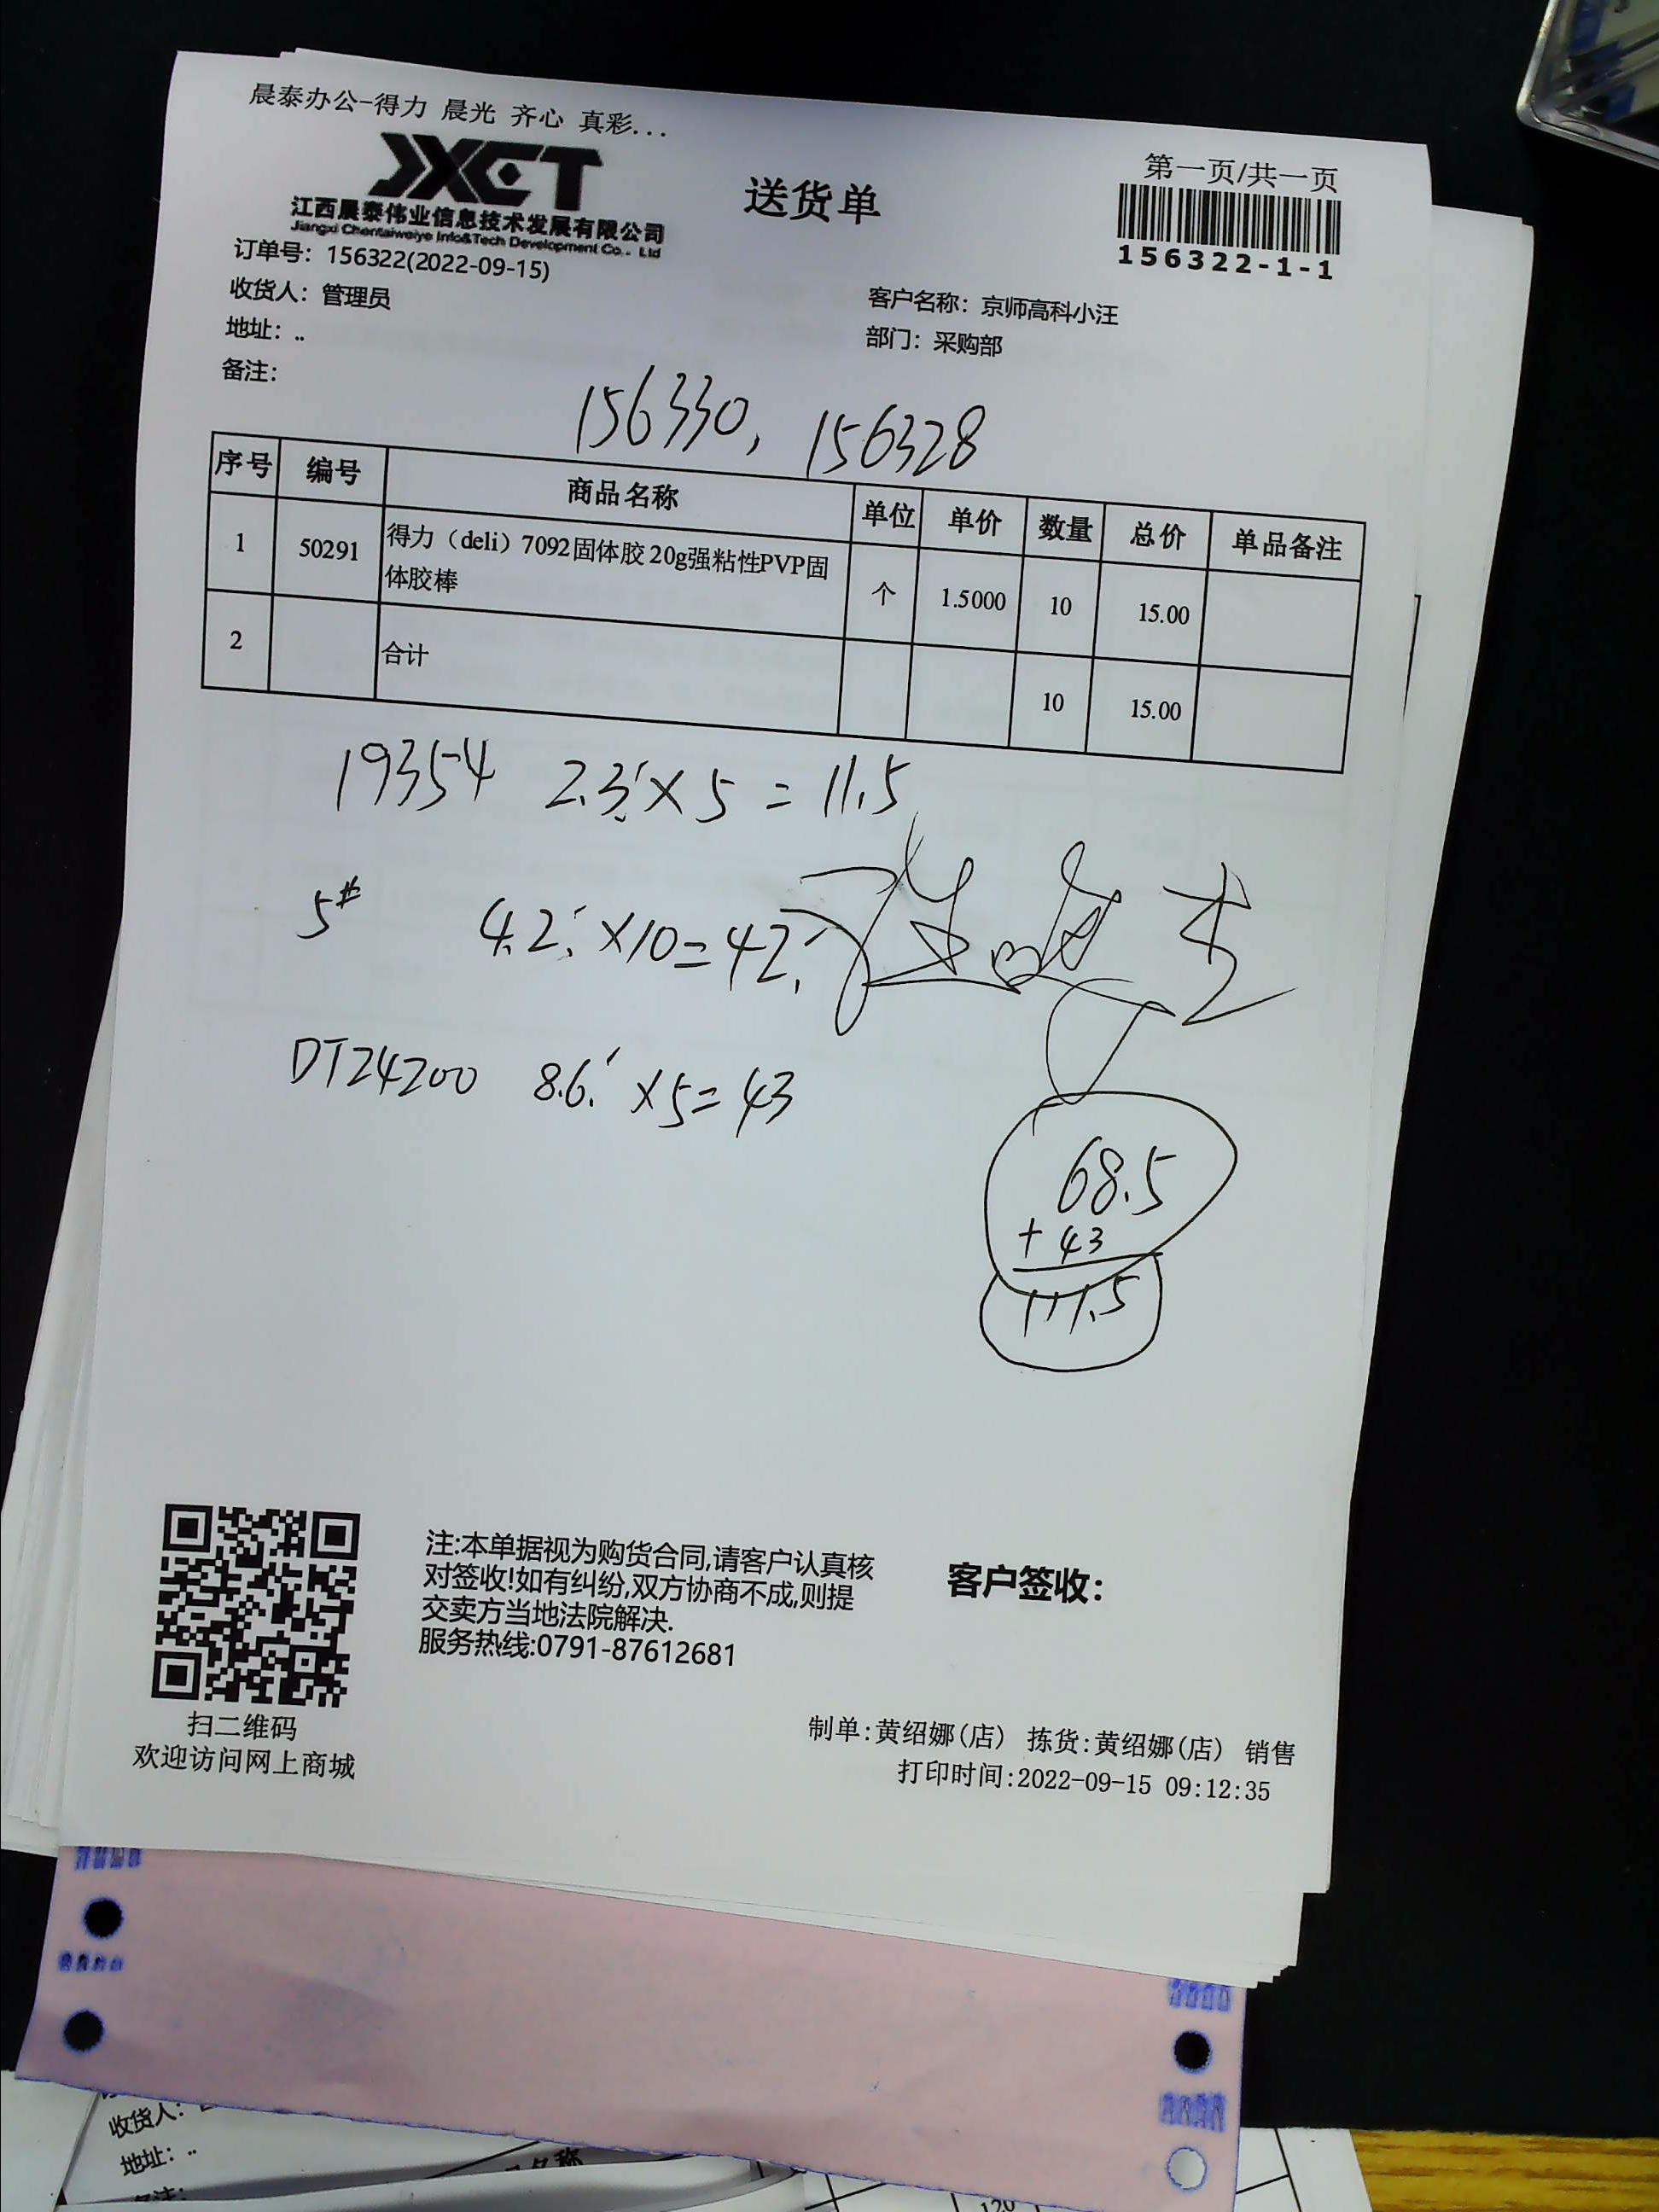 晨泰办公-得力 晨光 齐心 真彩...
JXCT
江西晨泰伟业信息技术发展有限公司
Jiangxi Chentaiweiye Info&Tech Development Co., Ltd
送货单
第一页/共一页
156322-1-1
订单号: 156322(2022-09-15)
收货人: 管理员
客户名称: 京师高科小汪
地址: ..
部门: 采购部
备注:
156330, 156328
序号 编号 商品名称 单位 单价 数量 总价 单品备注
1 50291 得力（deli）7092固体胶 20g强粘性PVP固体胶棒 个 1.5000 10 15.00
2 合计 10 15.00
19354 2.3 × 5 = 11.5
5# 4.2 ×10=42
DT24200 8.6 ×5=43
68.5
+ 43
111.5
注:本单据视为购货合同,请客户认真核
对签收!如有纠纷,双方协商不成,则提
交卖方当地法院解决.
服务热线:0791-87612681
客户签收:
扫二维码
欢迎访问网上商城
制单:黄绍娜(店) 拣货:黄绍娜(店) 销售
打印时间:2022-09-15 09:12:35
收货人:
地址: ..
备注:
120